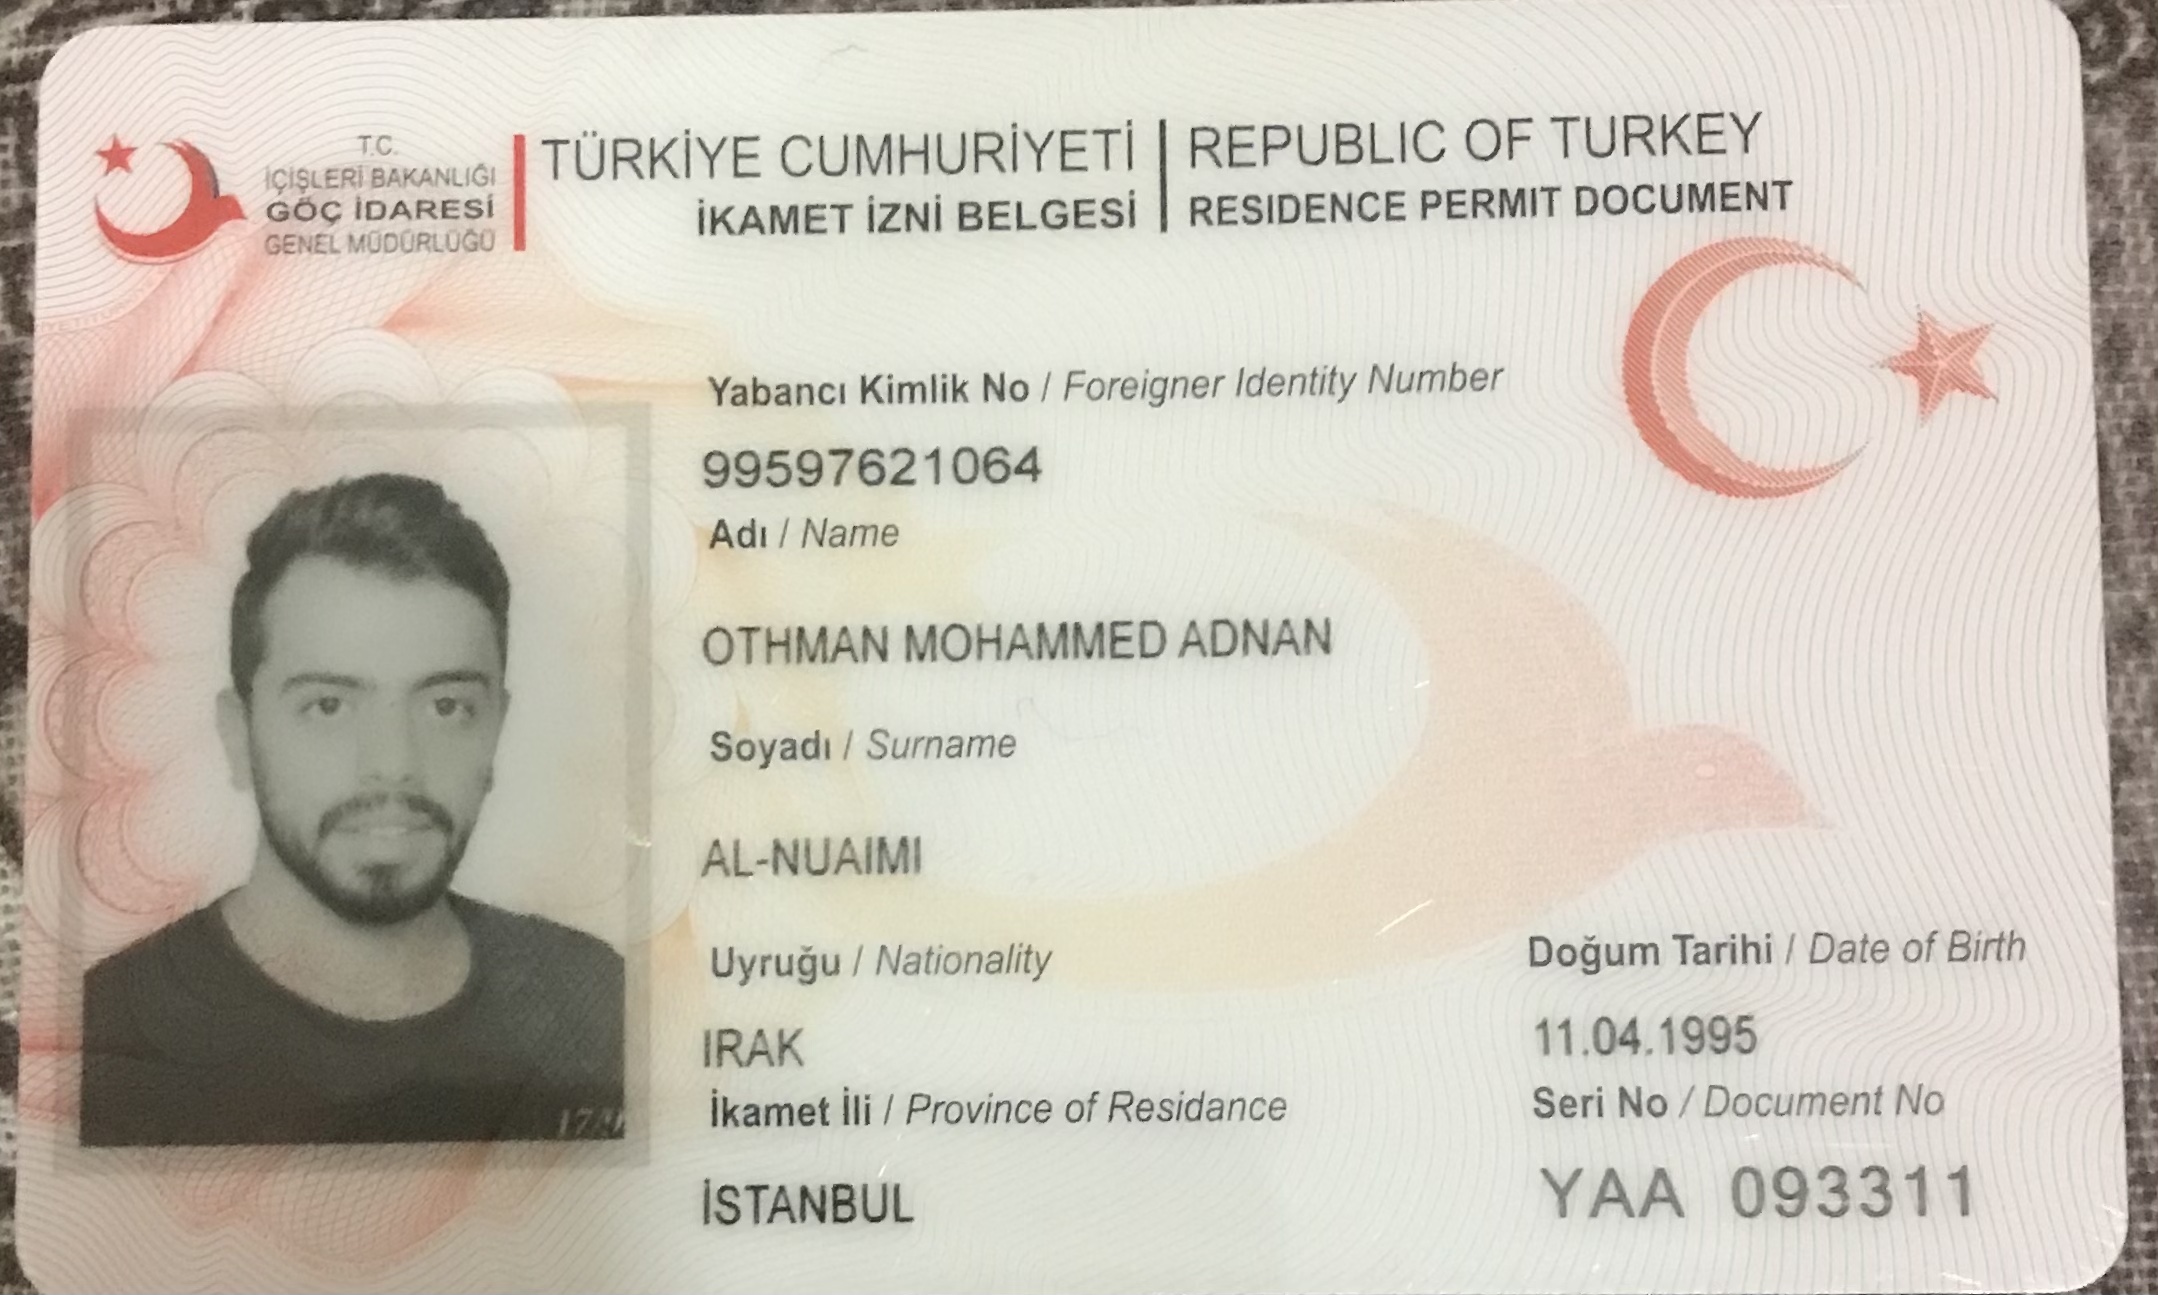 T.C.
İÇİŞLERİ BAKANLIĞI
GÖÇ İDARESİ
GENEL MÜDÜRLÜĞÜ
TÜRKİYE CUMHURİYETİ | REPUBLIC OF TURKEY
İKAMET İZNİ BELGESİ | RESIDENCE PERMIT DOCUMENT
Yabancı Kimlik No / Foreigner Identity Number
99597621064
Adı / Name
OTHMAN MOHAMMED ADNAN
Soyadı / Surname
AL-NUAIMI
Uyruğu / Nationality
IRAK
Doğum Tarihi / Date of Birth
11.04.1995
İkamet İli / Province of Residance
İSTANBUL
Seri No / Document No
YAA 093311